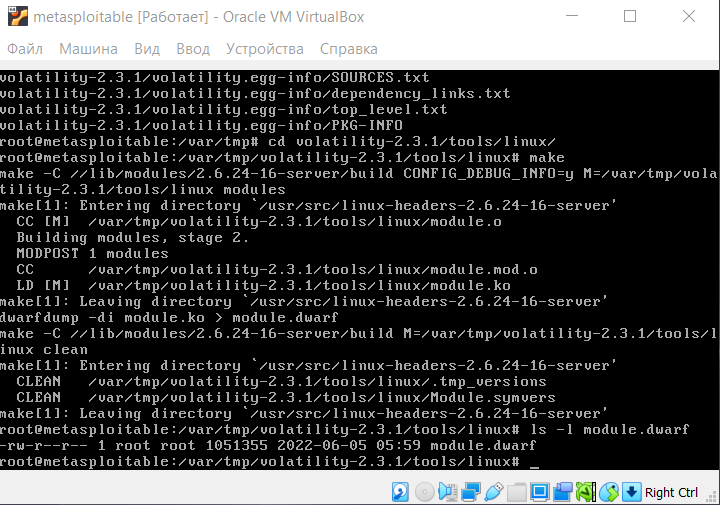 metasploitable [Работает] - Oracle VM VirtualBox
Файл Машина Вид Ввод Устройства Справка
volatility-2.3.1/volatility.egg-info/SOURCES.txt
volatility-2.3.1/volatility.egg-info/dependency_links.txt
volatility-2.3.1/volatility.egg-info/top_level.txt
volatility-2.3.1/volatility.egg-info/PKG-INFO
root@metasploitable:/var/tmp# cd volatility-2.3.1/tools/linux/
root@metasploitable:/var/tmp/volatility-2.3.1/tools/linux# make
make -C //lib/modules/2.6.24-16-server/build CONFIG_DEBUG_INFO=y M=/var/tmp/vola
tility-2.3.1/tools/linux modules
make[1]: Entering directory `/usr/src/linux-headers-2.6.24-16-server'
CC [M]  /var/tmp/volatility-2.3.1/tools/linux/module.o
Building modules, stage 2.
MODPOST 1 modules
CC      /var/tmp/volatility-2.3.1/tools/linux/module.mod.o
LD [M]  /var/tmp/volatility-2.3.1/tools/linux/module.ko
make[1]: Leaving directory `/usr/src/linux-headers-2.6.24-16-server'
dwarfdump -di module.ko > module.dwarf
make -C //lib/modules/2.6.24-16-server/build M=/var/tmp/volatility-2.3.1/tools/l
inux clean
make[1]: Entering directory `/usr/src/linux-headers-2.6.24-16-server'
CLEAN   /var/tmp/volatility-2.3.1/tools/linux/.tmp_versions
CLEAN   /var/tmp/volatility-2.3.1/tools/linux/Module.symvers
make[1]: Leaving directory `/usr/src/linux-headers-2.6.24-16-server'
root@metasploitable:/var/tmp/volatility-2.3.1/tools/linux# ls -l module.dwarf
-rw-r--r-- 1 root root 1051355 2022-06-05 05:59 module.dwarf
root@metasploitable:/var/tmp/volatility-2.3.1/tools/linux# _
Right Ctrl